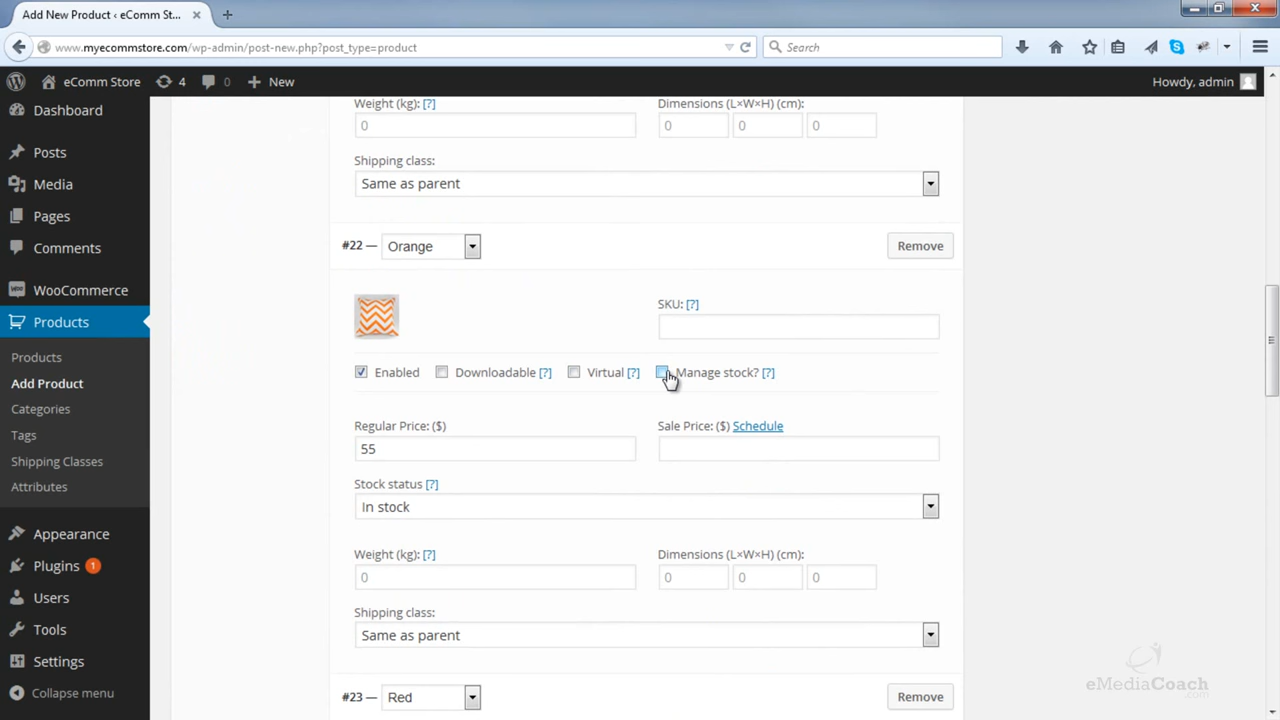 Add New Product ‹ eComm St...
www.myecommstore.com/wp-admin/post-new.php?post_type=product
Search
eComm Store
4
0
New
Howdy, admin
Dashboard
Posts
Media
Pages
Comments
WooCommerce
Products
Products
Add Product
Categories
Tags
Shipping Classes
Attributes
Appearance
Plugins 1
Users
Tools
Settings
Collapse menu
Weight (kg): [?]
Dimensions (L×W×H) (cm):
0
0 0 0
Shipping class:
Same as parent
#22 — Orange
Remove
SKU: [?]
Enabled Downloadable [?] Virtual [?] Manage stock? [?]
Regular Price: ($)
Sale Price: ($) Schedule
55
Stock status [?]
In stock
Weight (kg): [?]
Dimensions (L×W×H) (cm):
0
0 0 0
Shipping class:
Same as parent
#23 — Red
Remove
eMediaCoach
.com